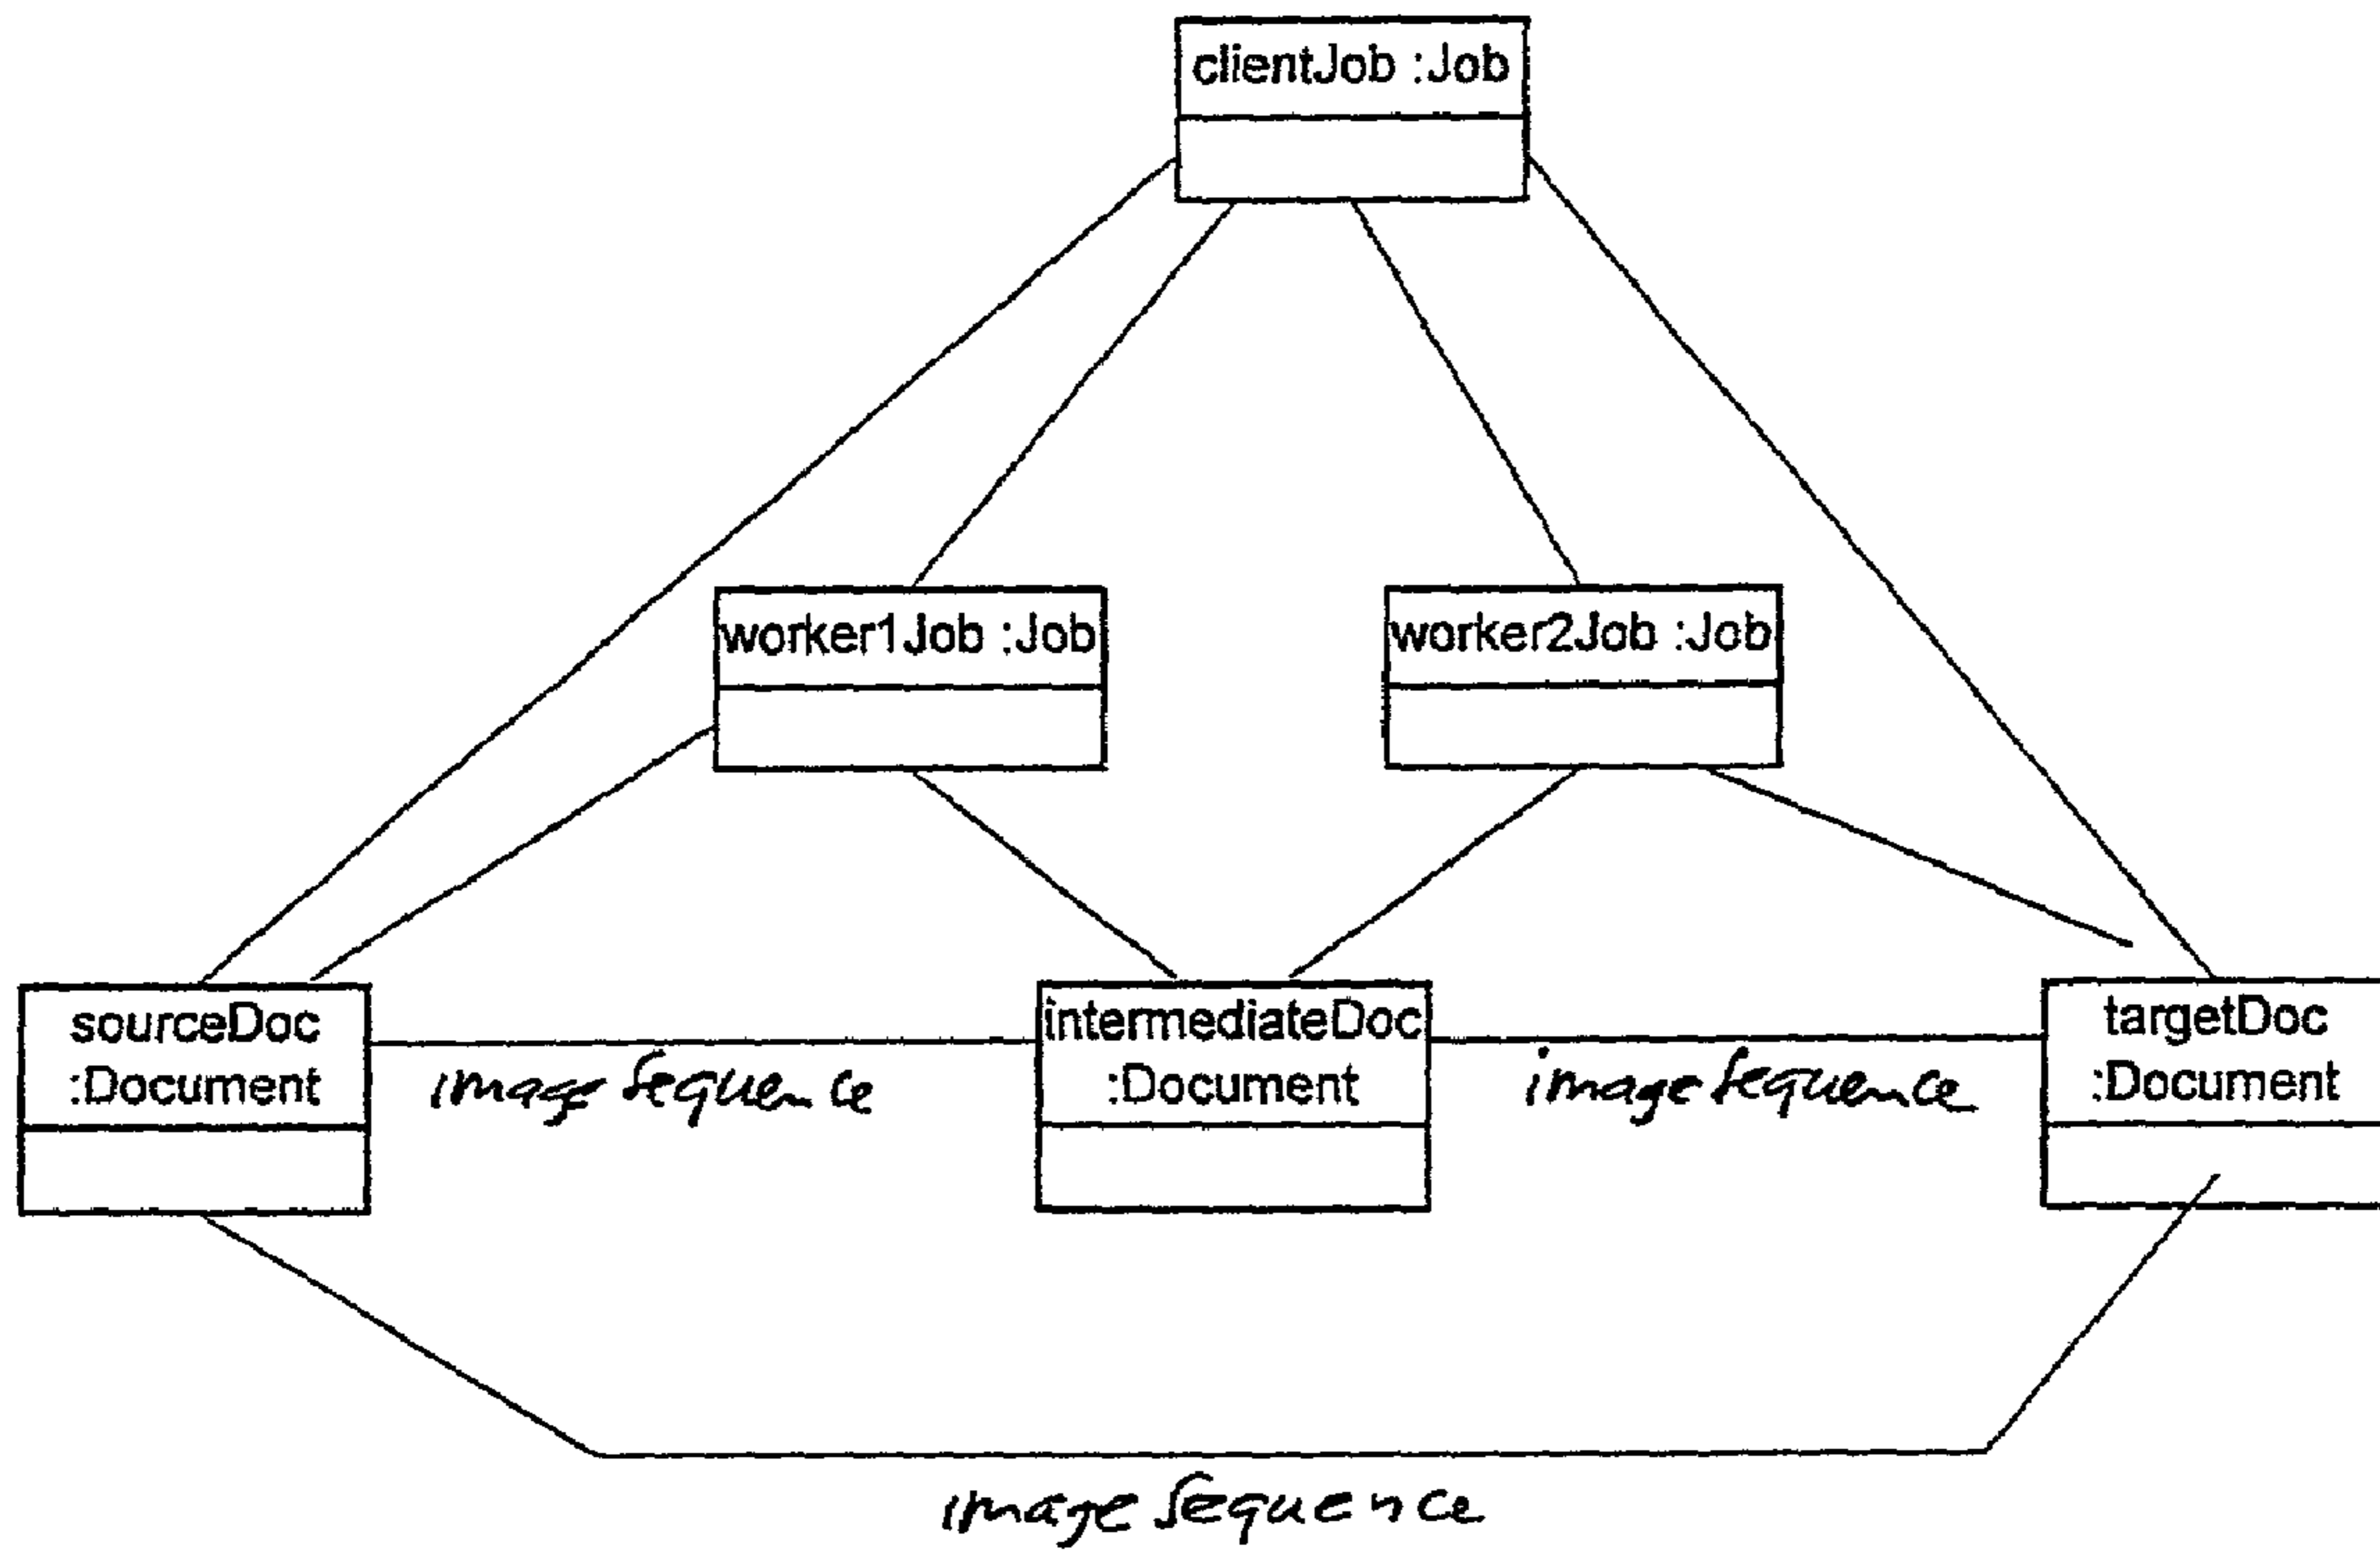 clientJob :Job
worker1Job :Job
worker2Job :Job
sourceDoc
:Document
intermediateDoc
:Document
targetDoc
:Document
image Sequence
image Sequence
image Sequence